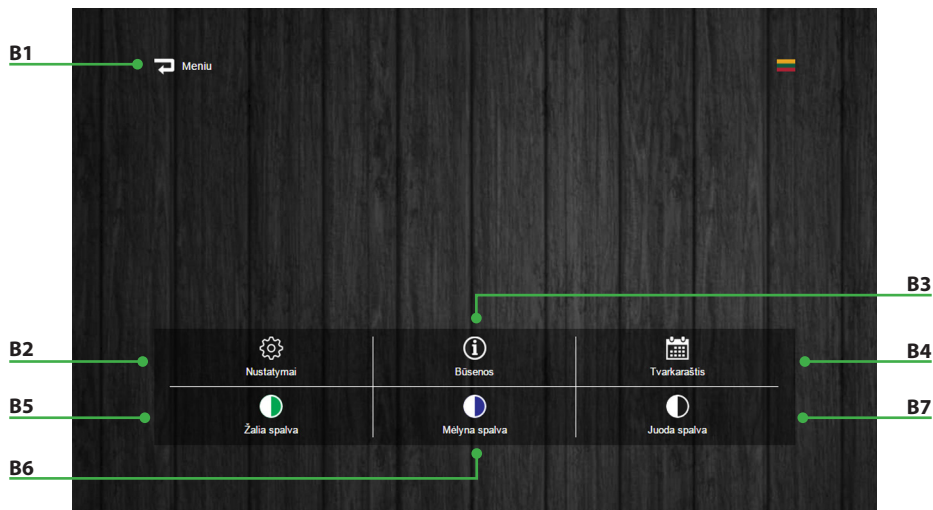 B1
Meniu
B3
B2
Nustatymai
Būsenos
Tvarkaraštis
B4
B5
Žalia spalva
Mėlyna spalva
Juoda spalva
B7
B6